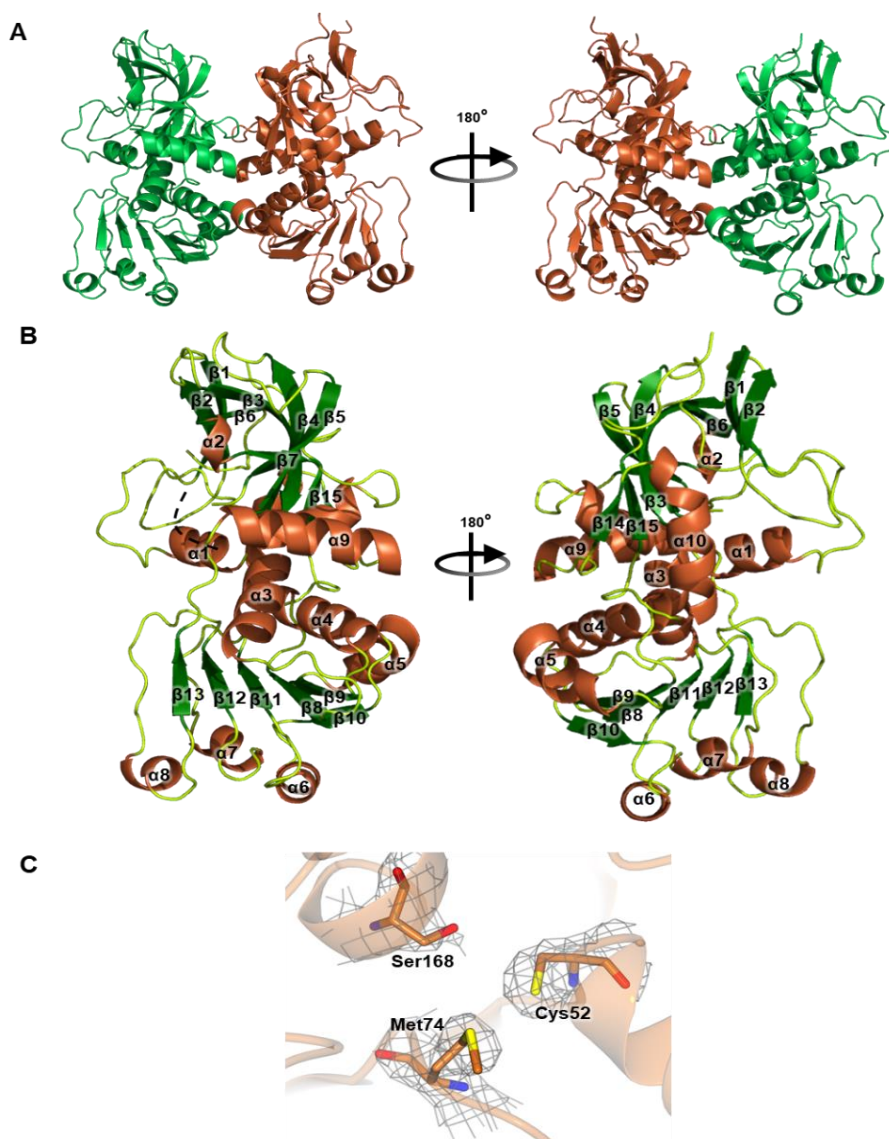 A
180°
B
β1
β2 β3
β6 β4 β5
α2
β7
β15
α1 α9
α3
α4
α5
β13 β12 β11 β9
β8 β10
α8 α7 α6
180°
β1
β5 β4 β2
β6
α2
β3
β14 β15
α9 α10 α1
α3
α4
α5
β9 β11 β12 β13
β8
β10
α7
α6 α8
C
Ser168
Cys52
Met74